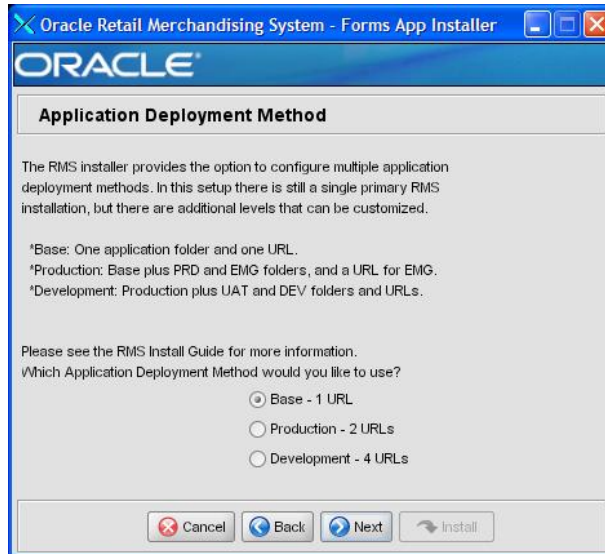 Oracle Retail Merchandising System - Forms App Installer
ORACLE
Application Deployment Method
The RMS installer provides the option to configure multiple application
deployment methods. In this setup there is still a single primary RMS
installation, but there are additional levels that can be customized.
*Base: One application folder and one URL.
*Production: Base plus PRD and EMG folders, and a URL for EMG.
*Development: Production plus UAT and DEV folders and URLs.
Please see the RMS Install Guide for more information.
Which Application Deployment Method would you like to use?
Base - 1 URL
Production - 2 URLs
Development - 4 URLs
Cancel Back Next Install